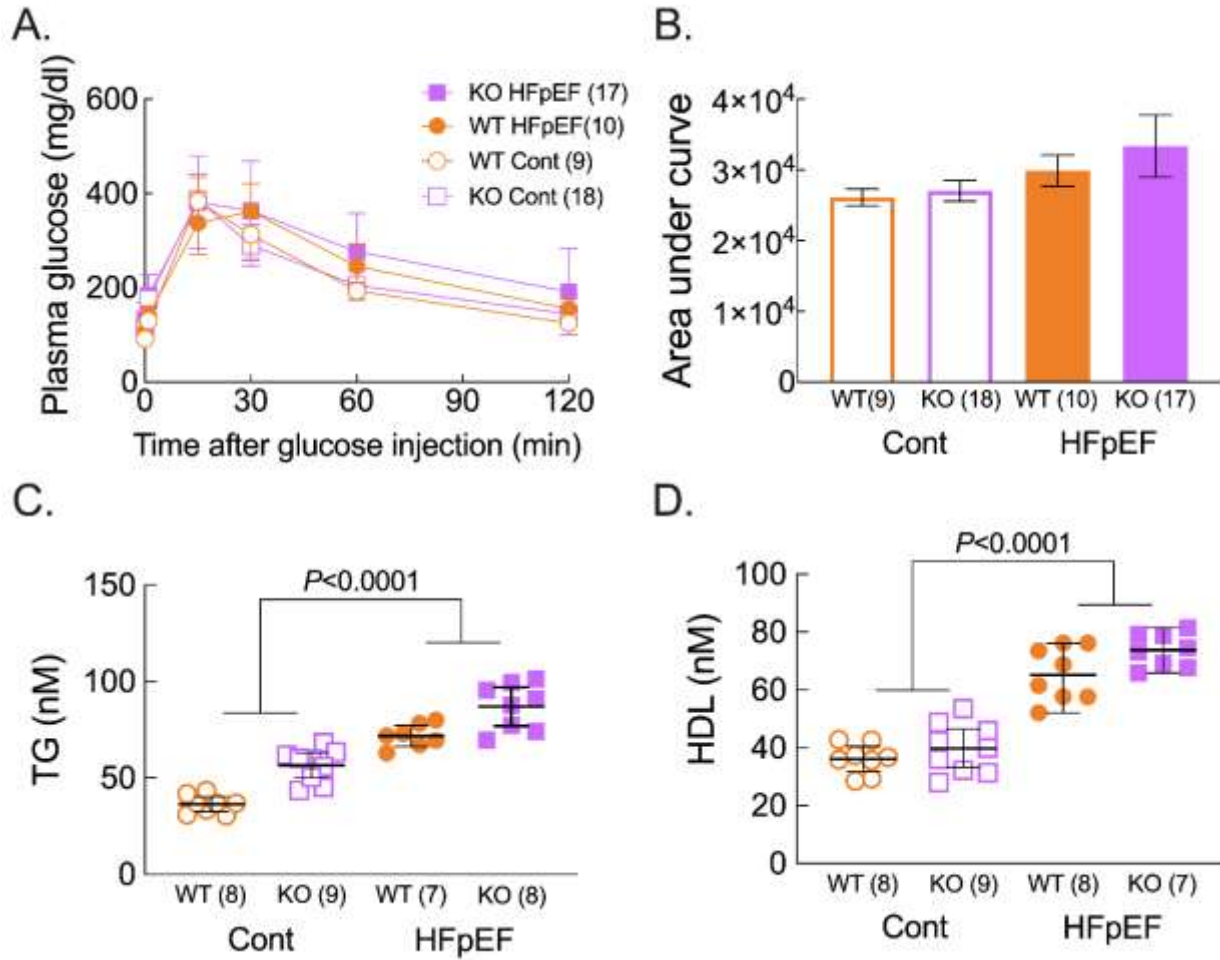 A.
Plasma glucose (mg/dl)
600
400
200
0
0
30
60
90
120
Time after glucose injection (min)
KO HFpEF (17)
WT HFpEF(10)
WT Cont (9)
KO Cont (18)
B.
Area under curve
4×10⁴
3×10⁴
2×10⁴
1×10⁴
0
WT(9)
KO (18)
WT (10)
KO (17)
Cont
HFpEF
C.
TG (nM)
150
100
50
0
P<0.0001
WT (8)
KO (9)
WT (7)
KO (8)
Cont
HFpEF
D.
HDL (nM)
100
80
60
40
20
0
P<0.0001
WT (8)
KO (9)
WT (8)
KO (7)
Cont
HFpEF